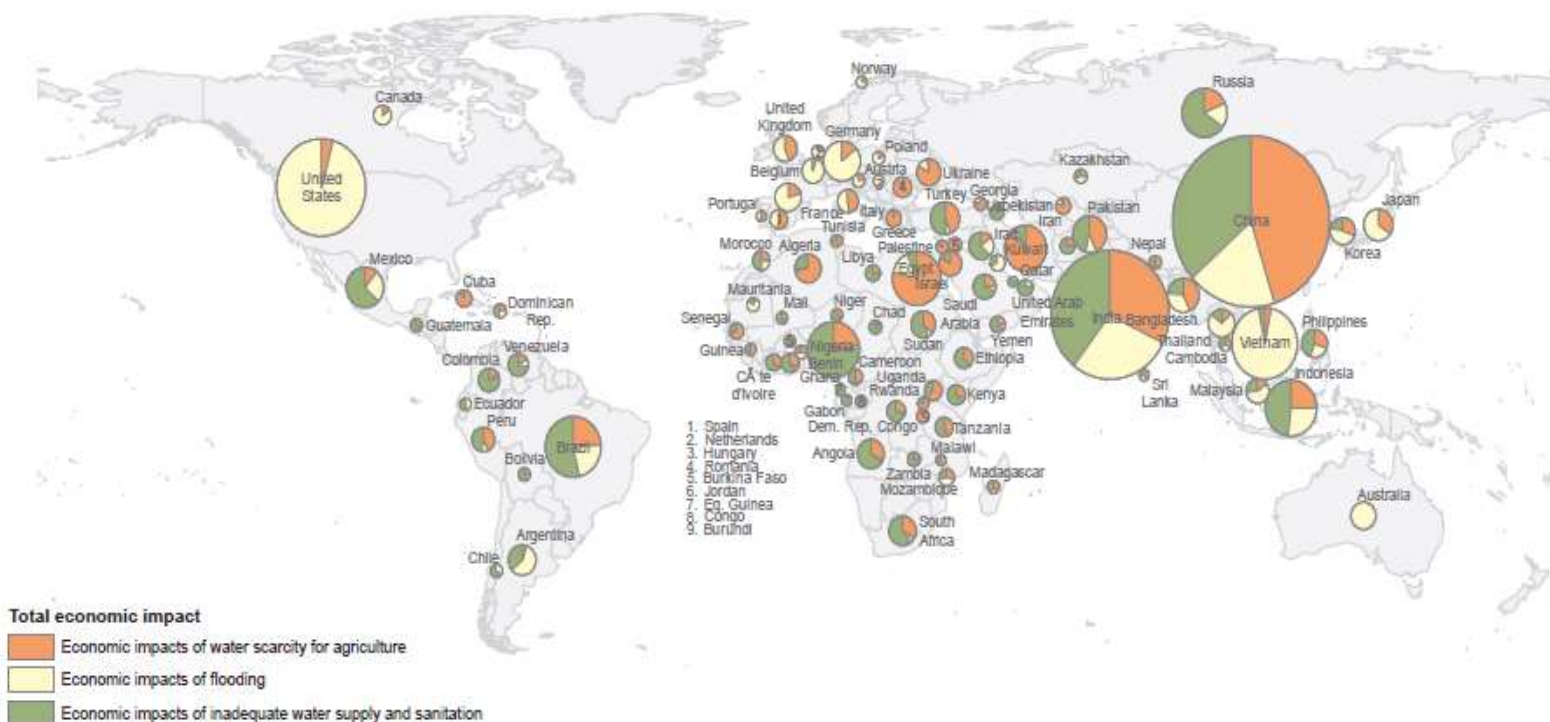 Norway
Russia
Canada
United
Kingdom
Germany
Poland
Kazakhstan
Belgium
Austria
Ukraine
United
States
Turkey
Georgia
Uzbekistan
Japan
Portugal
France
Italy
Iran
Pakistan
China
Tunisia
Greece
Korea
Morocco
Algeria
Palestine
Iraq
Kuwait
Nepal
Mexico
Libya
Egypt
Israel
Qatar
Cuba
Mauritania
Mali
Niger
Saudi
Arabia
United Arab
Emirates
India
Bangladesh
Dominican
Rep.
Chad
Philippines
Guatemala
Senegal
Sudan
Yemen
Thailand
Vietnam
Venezuela
Guinea
Nigeria
Benin
Cameroon
Ethiopia
Cambodia
Colombia
CÃ te
d'Ivoire
Ghana
Uganda
Rwanda
Kenya
Sri
Lanka
Malaysia
Indonesia
Ecuador
Gabon
Dem. Rep. Congo
Peru
Tanzania
Brazil
Angola
Malawi
Bolivia
Zambia
Madagascar
Mozambique
1. Spain
2. Netherlands
3. Hungary
4. Romania
5. Burkina Faso
6. Jordan
7. Eq. Guinea
8. Congo
9. Burundi
Australia
South
Africa
Argentina
Chile
Total economic impact
Economic impacts of water scarcity for agriculture
Economic impacts of flooding
Economic impacts of inadequate water supply and sanitation